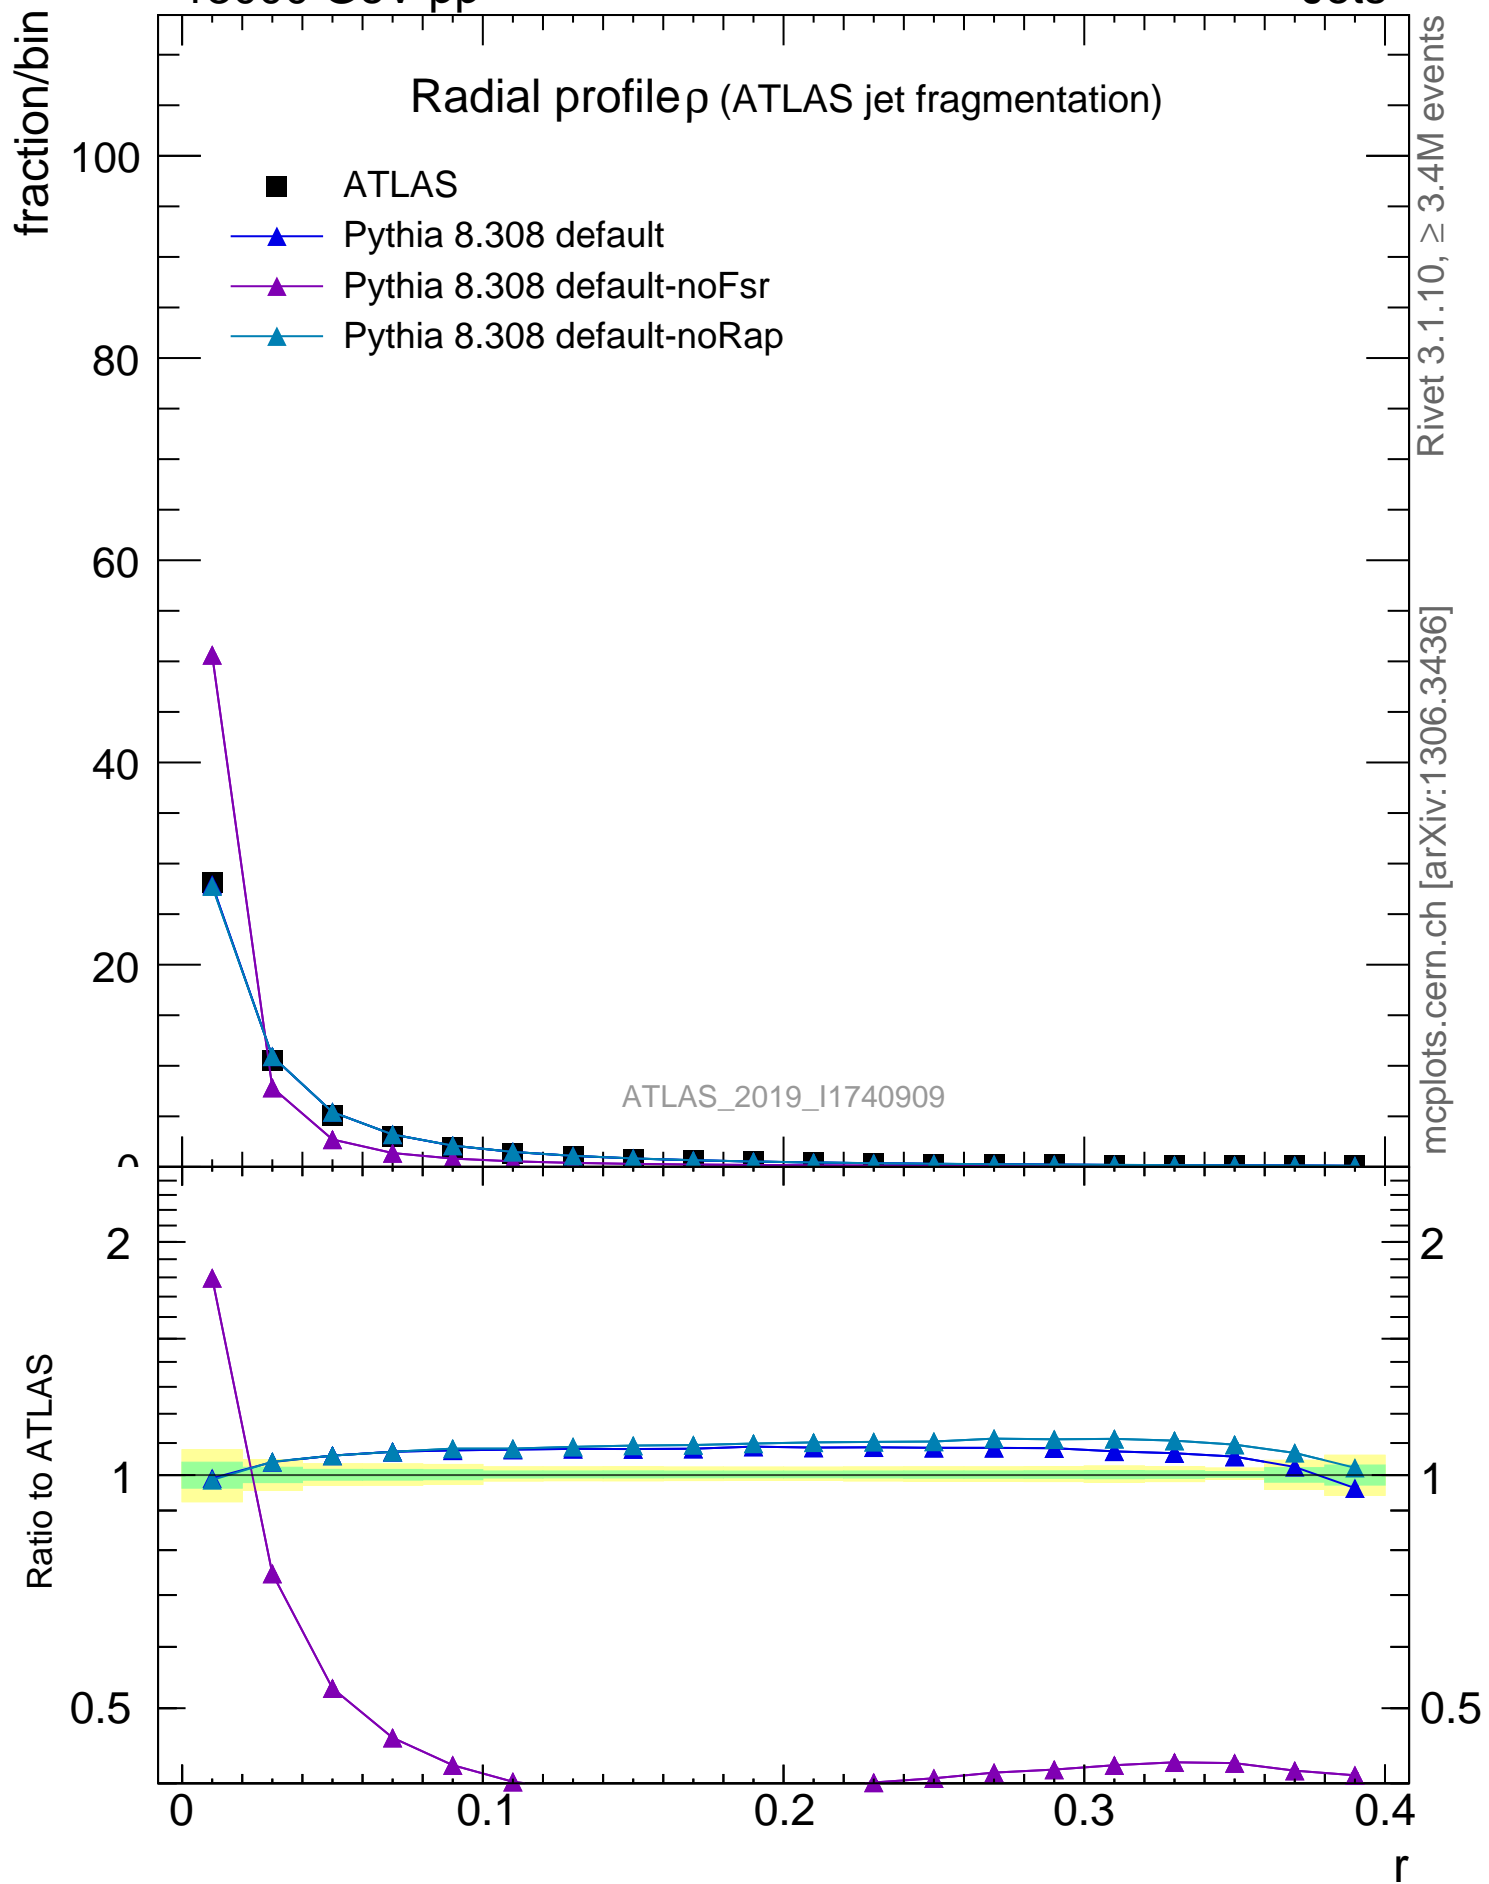 Radial profile ρ (ATLAS jet fragmentation)
fraction/bin
ATLAS
Pythia 8.308 default
Pythia 8.308 default-noFsr
Pythia 8.308 default-noRap
100
80
60
40
20
0
ATLAS_2019_I1740909
Rivet 3.1.10, ≥ 3.4M events
mcplots.cern.ch [arXiv:1306.3436]
Ratio to ATLAS
2
1
0.5
2
1
0.5
0
0.1
0.2
0.3
0.4
r